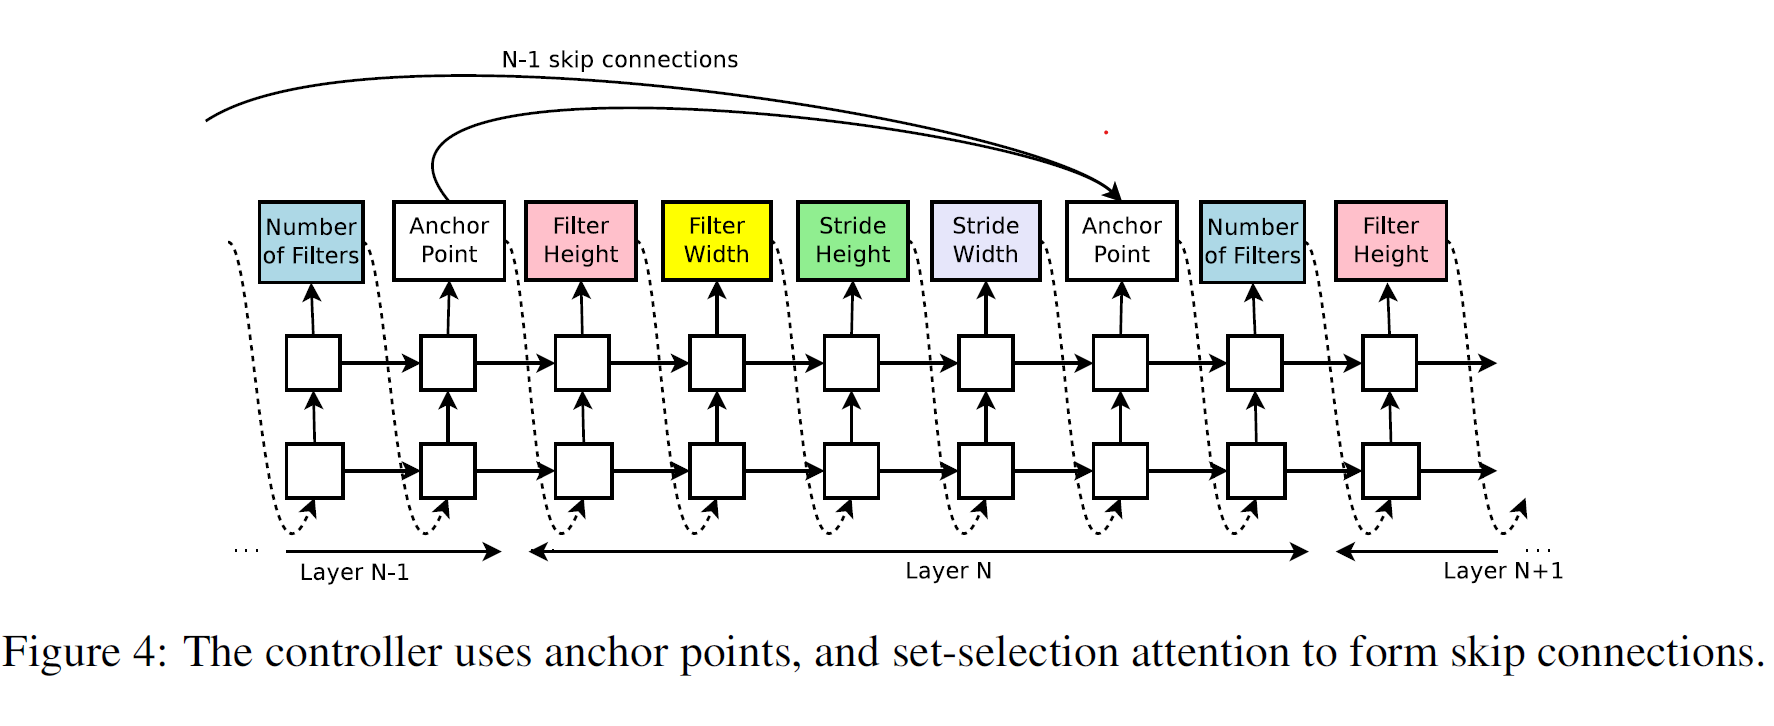 N-1 skip connections
Number
of Filters
Anchor
Point
Filter
Height
Filter
Width
Stride
Height
Stride
Width
Anchor
Point
Number
of Filters
Filter
Height
...
Layer N-1
Layer N
Layer N+1
...
Figure 4: The controller uses anchor points, and set-selection attention to form skip connections.